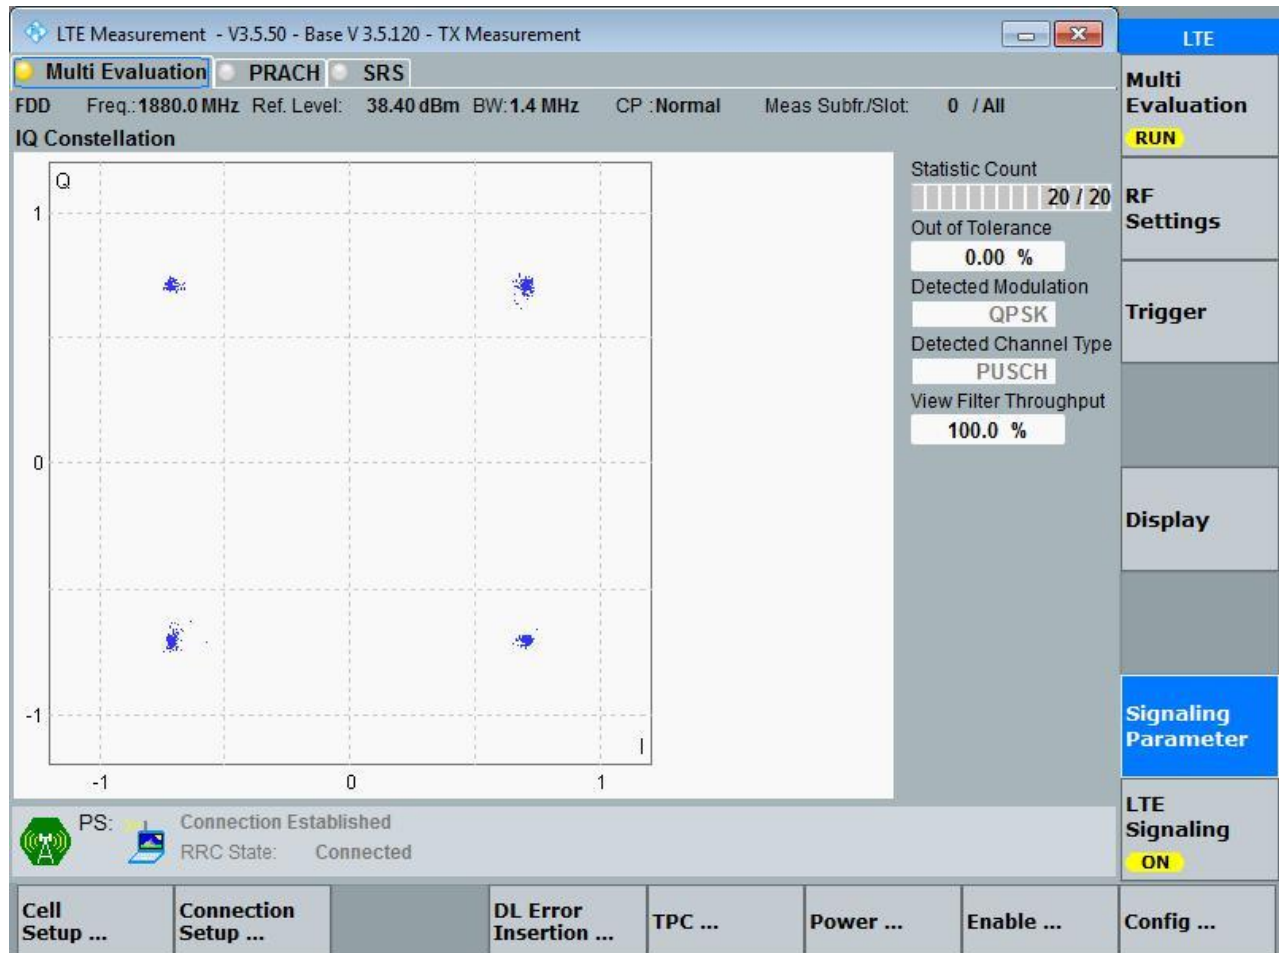 LTE Measurement - V3.5.50 - Base V 3.5.120 - TX Measurement
Multi Evaluation PRACH SRS
FDD Freq.: 1880.0 MHz Ref. Level: 38.40 dBm BW: 1.4 MHz CP : Normal Meas Subfr./Slot: 0 / All
IQ Constellation
Q
1
0
-1
I
-1 0 1
Statistic Count
20 / 20
Out of Tolerance
0.00 %
Detected Modulation
QPSK
Detected Channel Type
PUSCH
View Filter Throughput
100.0 %
PS: Connection Established
RRC State: Connected
LTE
Multi
Evaluation
RUN
RF
Settings
Trigger
Display
Signaling
Parameter
LTE
Signaling
ON
Cell
Setup ...
Connection
Setup ...
DL Error
Insertion ...
TPC ...
Power ...
Enable ...
Config ...